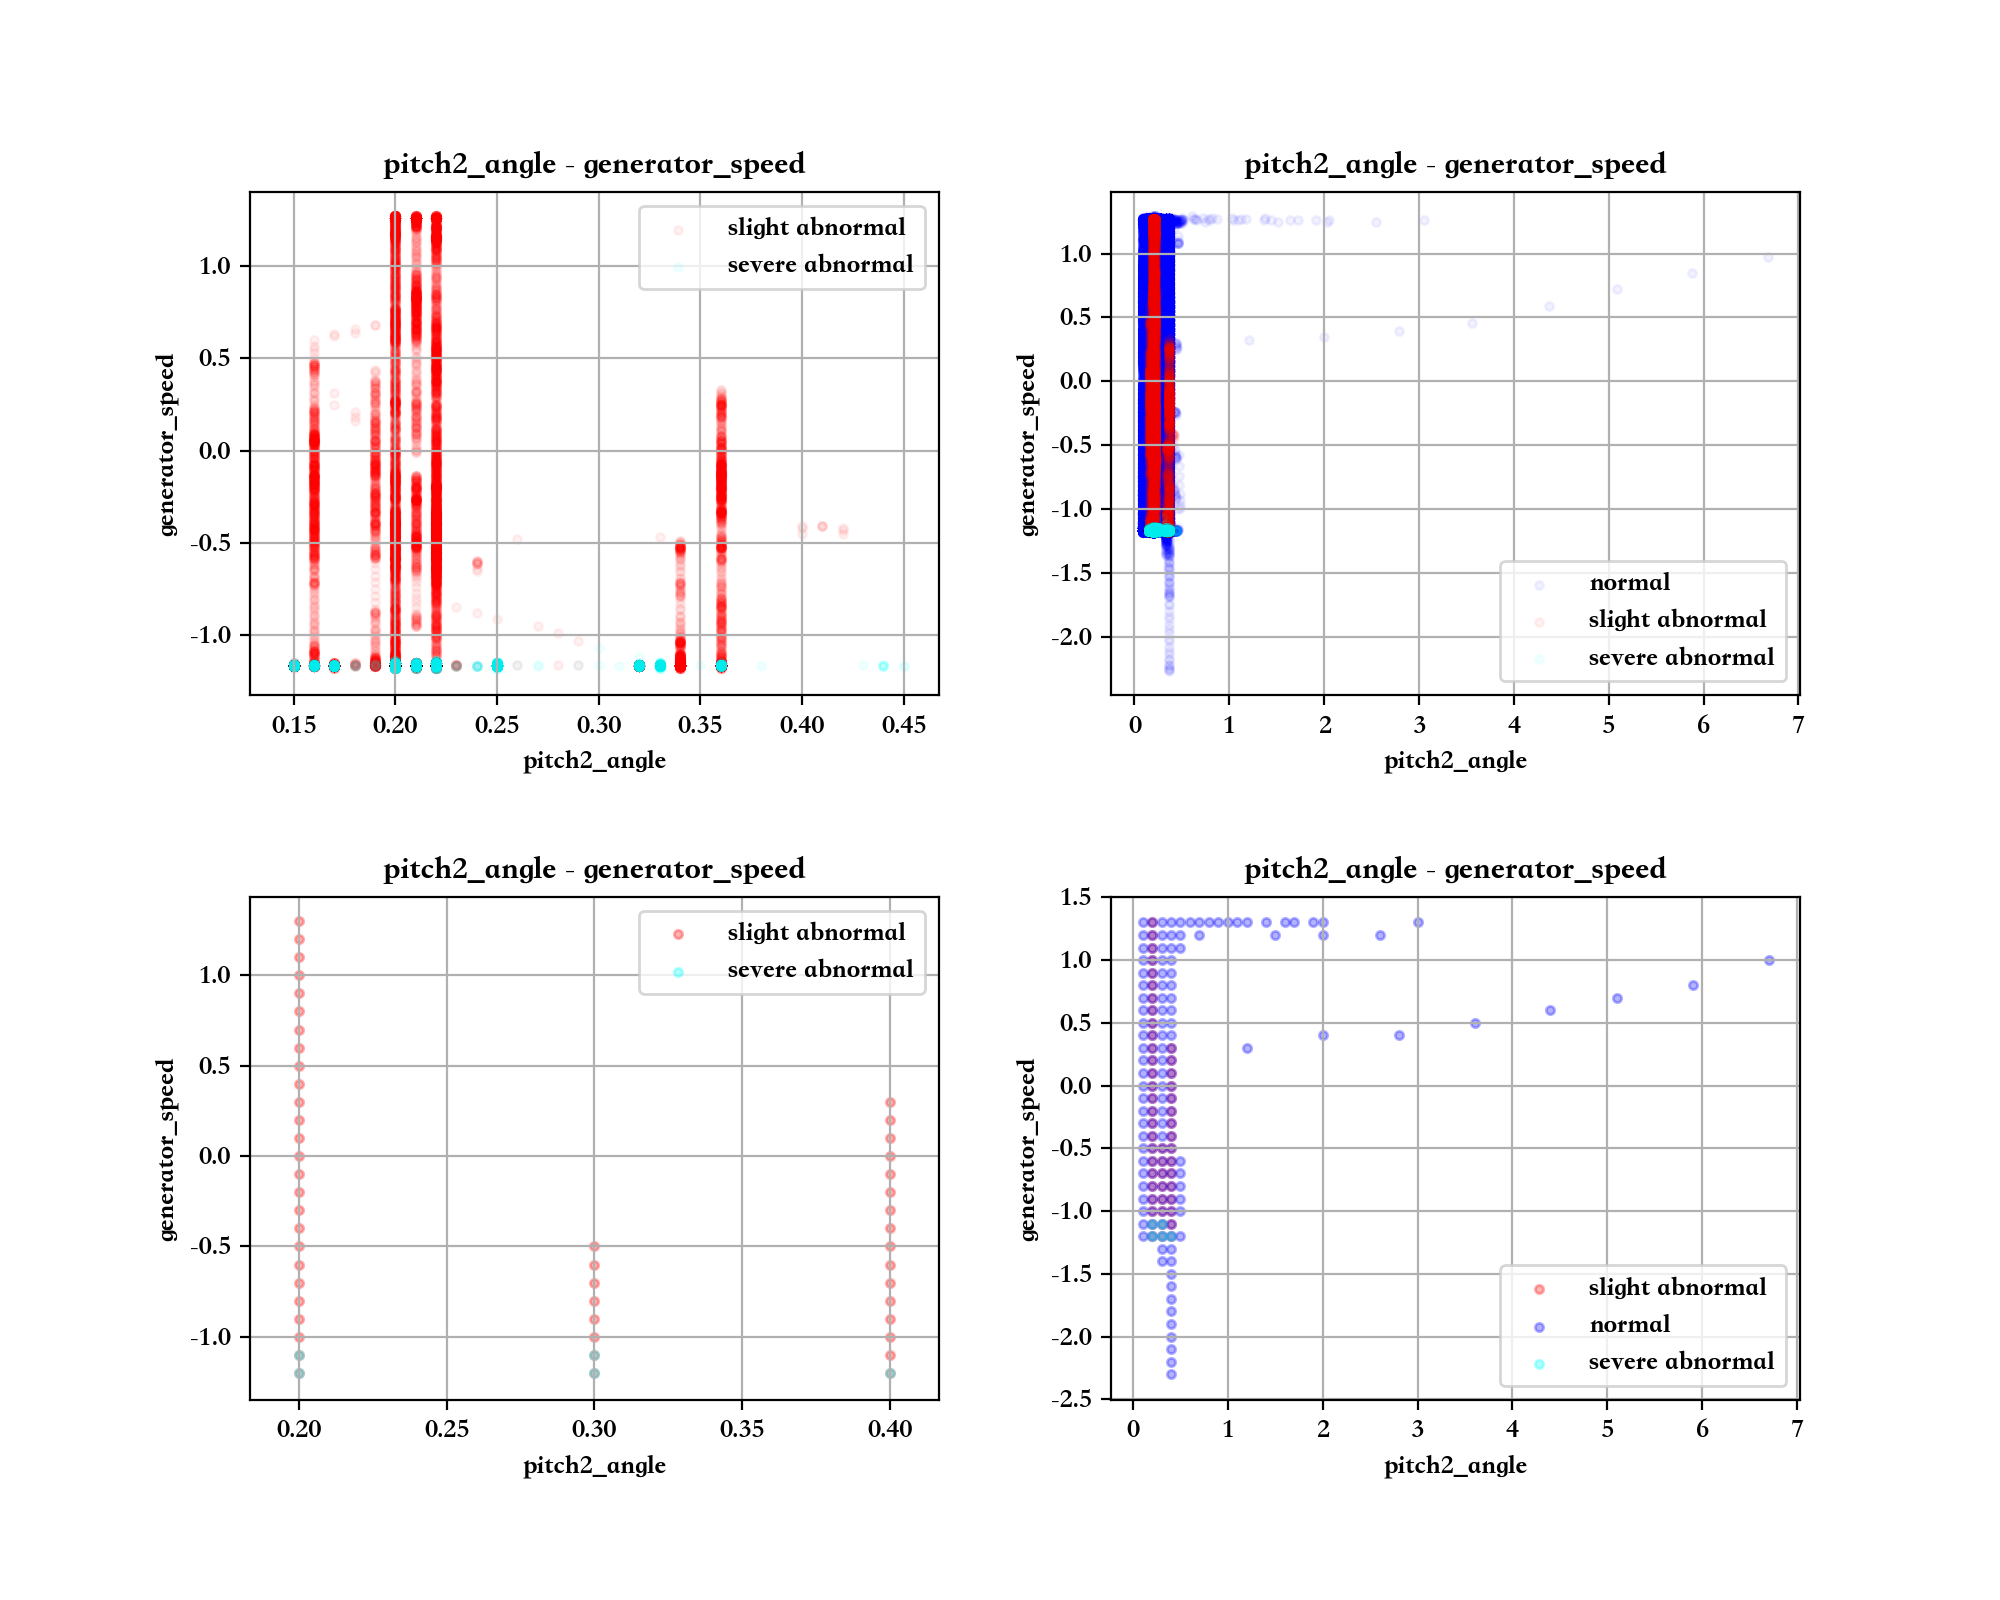 pitch2_angle - generator_speed
slight abnormal
severe abnormal
generator_speed
1.0
0.5
0.0
-0.5
-1.0
0.15 0.20 0.25 0.30 0.35 0.40 0.45
pitch2_angle
pitch2_angle - generator_speed
normal
slight abnormal
severe abnormal
generator_speed
1.0
0.5
0.0
-0.5
-1.0
-1.5
-2.0
0 1 2 3 4 5 6 7
pitch2_angle
pitch2_angle - generator_speed
slight abnormal
severe abnormal
generator_speed
1.0
0.5
0.0
-0.5
-1.0
0.20 0.25 0.30 0.35 0.40
pitch2_angle
pitch2_angle - generator_speed
slight abnormal
normal
severe abnormal
generator_speed
1.5
1.0
0.5
0.0
-0.5
-1.0
-1.5
-2.0
-2.5
0 1 2 3 4 5 6 7
pitch2_angle